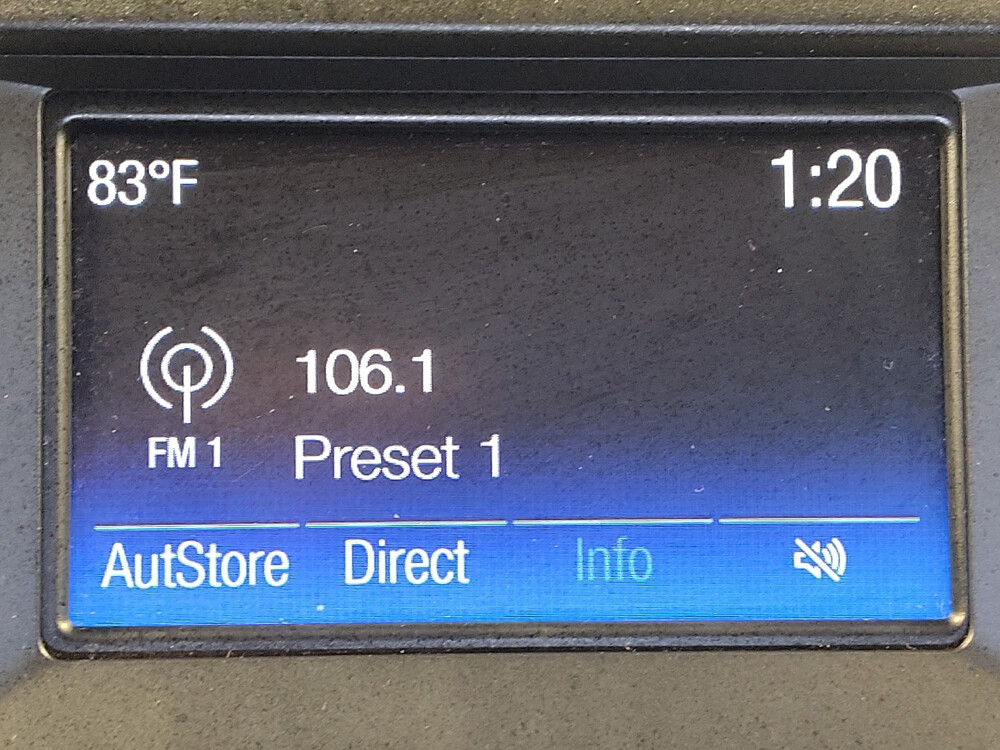 83°F 1:20
106.1
FM 1 Preset 1
AutStore Direct Info